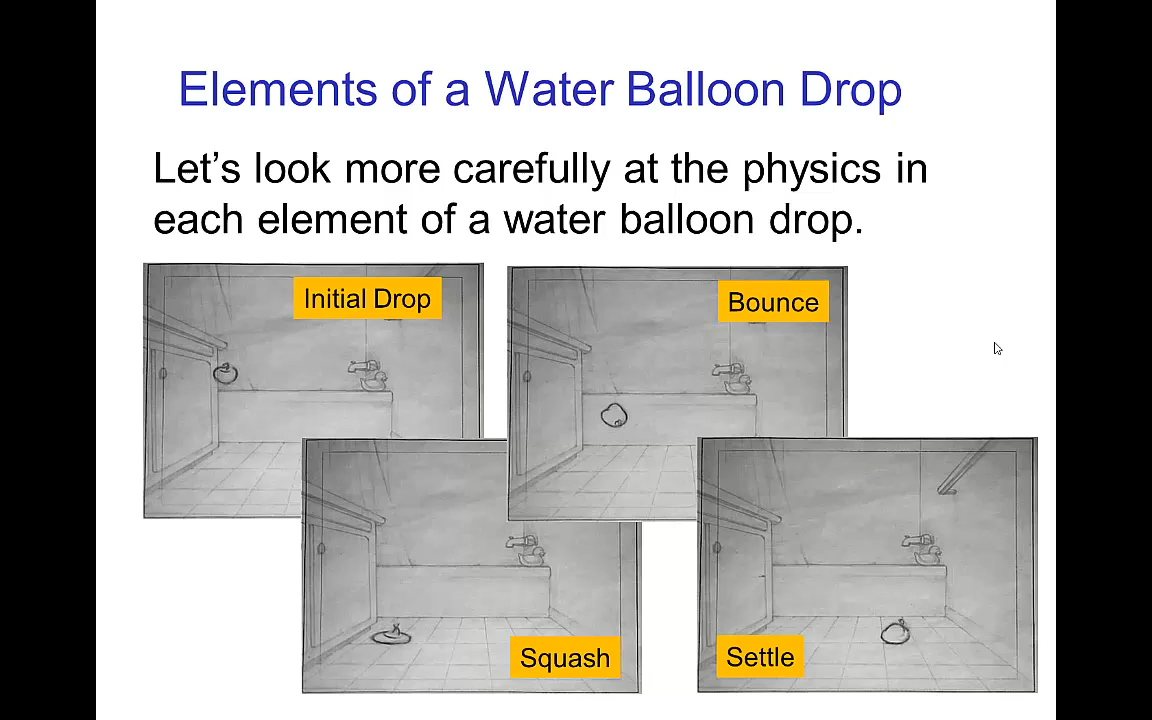 Elements of a Water Balloon Drop
Let’s look more carefully at the physics in
each element of a water balloon drop.
Initial Drop
Bounce
Squash
Settle